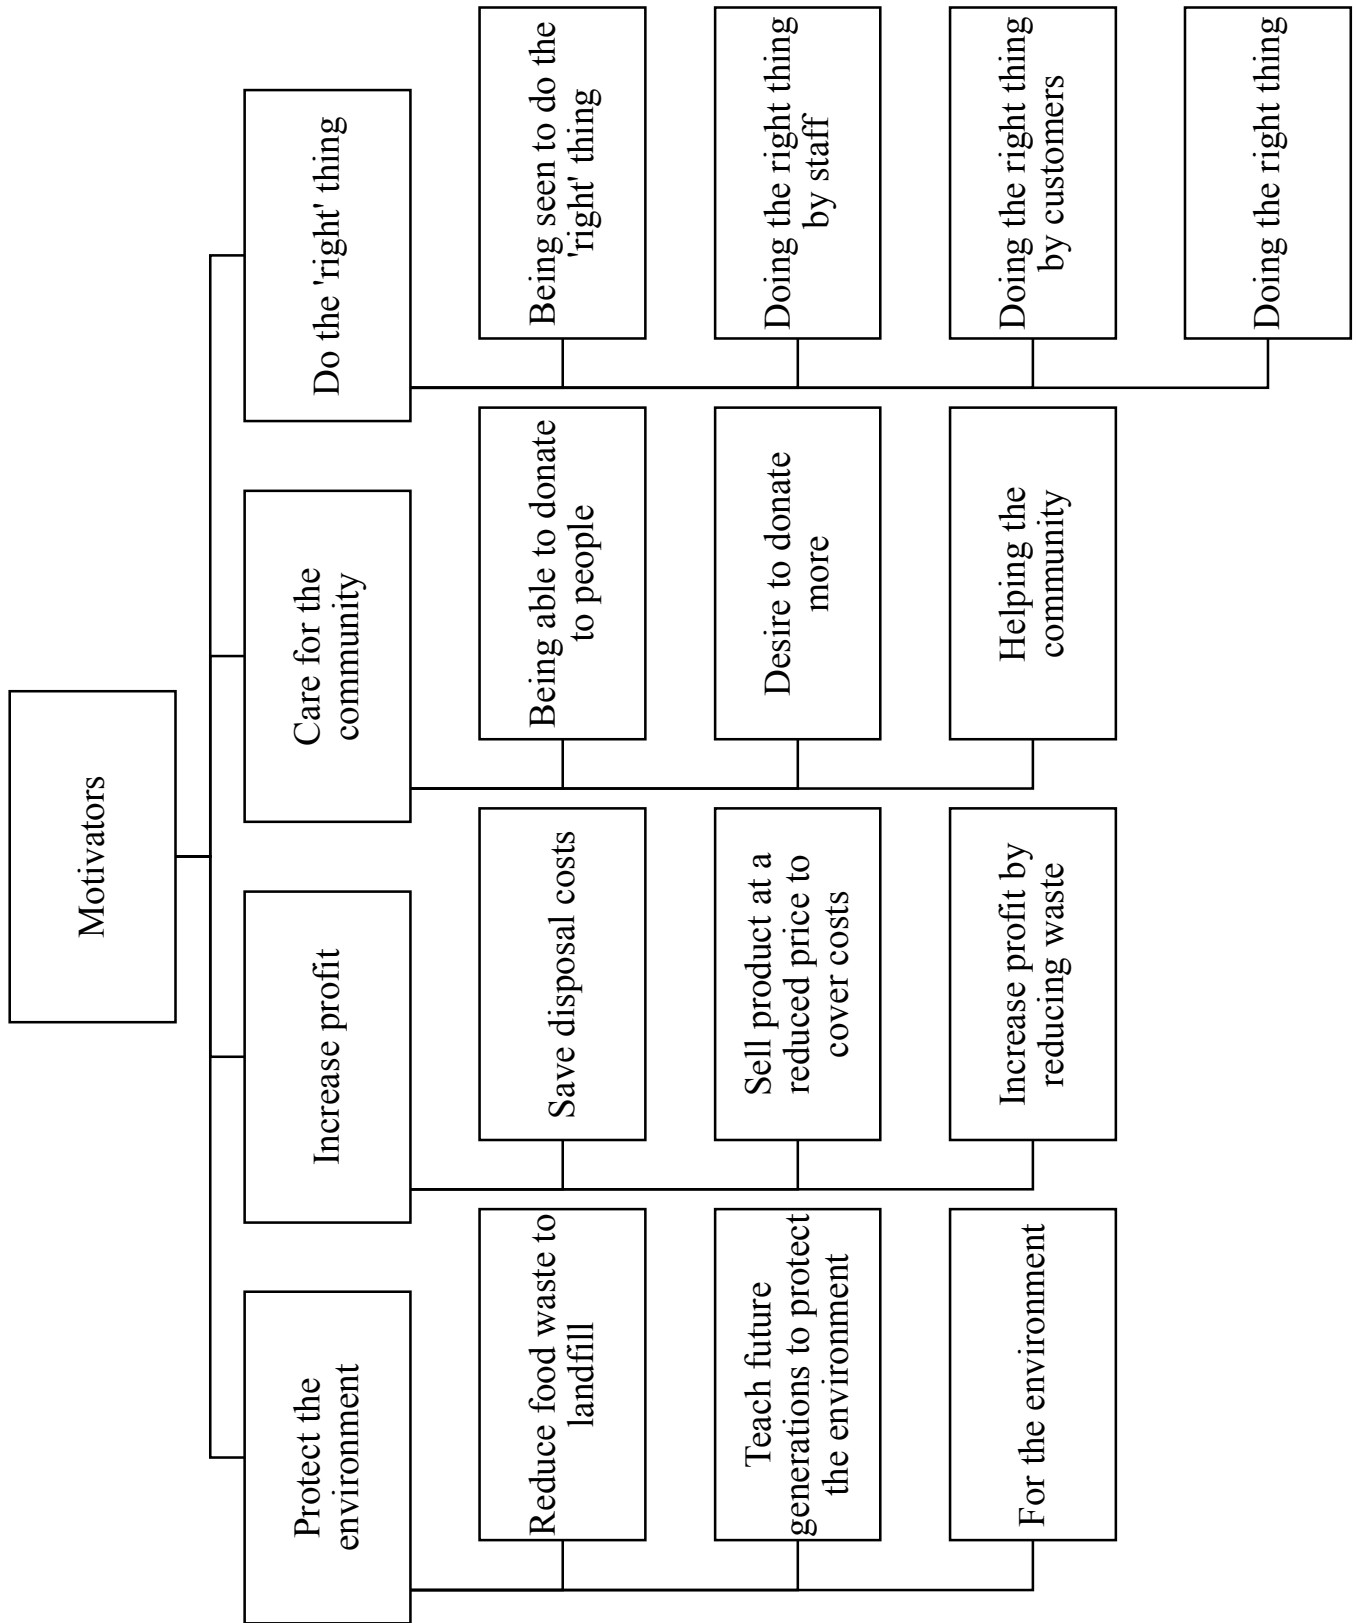 Motivators
Protect the
environment
Reduce food waste to
landfill
Teach future
generations to protect
the environment
For the environment
Increase profit
Save disposal costs
Sell product at a
reduced price to
cover costs
Increase profit by
reducing waste
Care for the
community
Being able to donate
to people
Desire to donate
more
Helping the
community
Do the 'right' thing
Being seen to do the
'right' thing
Doing the right thing
by staff
Doing the right thing
by customers
Doing the right thing